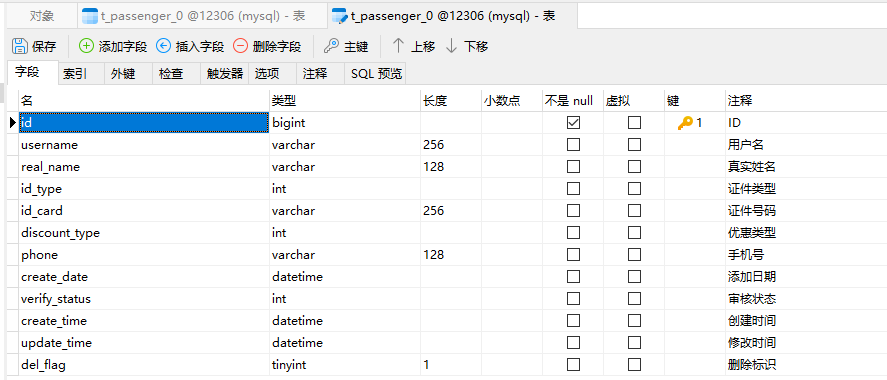 对象 t_passenger_0 @12306 (mysql) - 表 t_passenger_0 @12306 (mysql) - 表
保存 添加字段 插入字段 删除字段 主键 上移 下移
字段 索引 外键 检查 触发器 选项 注释 SQL 预览
名 类型 长度 小数点 不是 null 虚拟 键 注释
id bigint 1 ID
username varchar 256 用户名
real_name varchar 128 真实姓名
id_type int 证件类型
id_card varchar 256 证件号码
discount_type int 优惠类型
phone varchar 128 手机号
create_date datetime 添加日期
verify_status int 审核状态
create_time datetime 创建时间
update_time datetime 修改时间
del_flag tinyint 1 删除标识